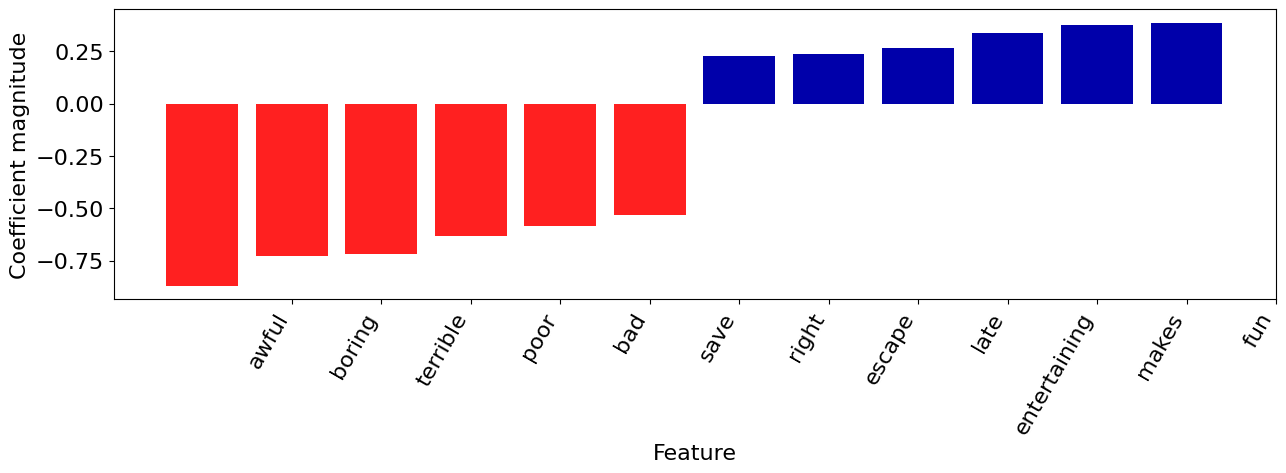 Coefficient magnitude
0.25
0.00
−0.25
−0.50
−0.75
awful
boring
terrible
poor
bad
save
right
escape
late
entertaining
makes
fun
Feature